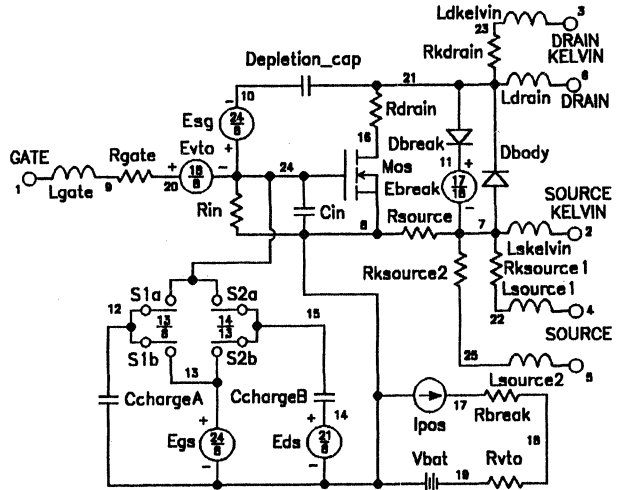 Ldkelvin
3
23
DRAIN
KELVIN
Rkdrain
Depletion_cap
21
6
10
Rdrain
Ldrain
DRAIN
Esg
24
8
16
Dbreak
Evto
Dbody
GATE
Rgate
18
8
24
Mos
11
17
18
1
Lgate
9
20
Ebreak
SOURCE
KELVIN
Rin
Cin
Rsource
8
7
2
Lskelvin
Rksource2
Rksource1
Lsource1
S1a
S2a
12
13
8
14
13
15
22
4
SOURCE
S1b
S2b
13
25
Lsource2
5
CchargeA
CchargeB
14
Ipos
17
Rbreak
Egs
24
8
Eds
21
8
18
Vbat
19
Rvto